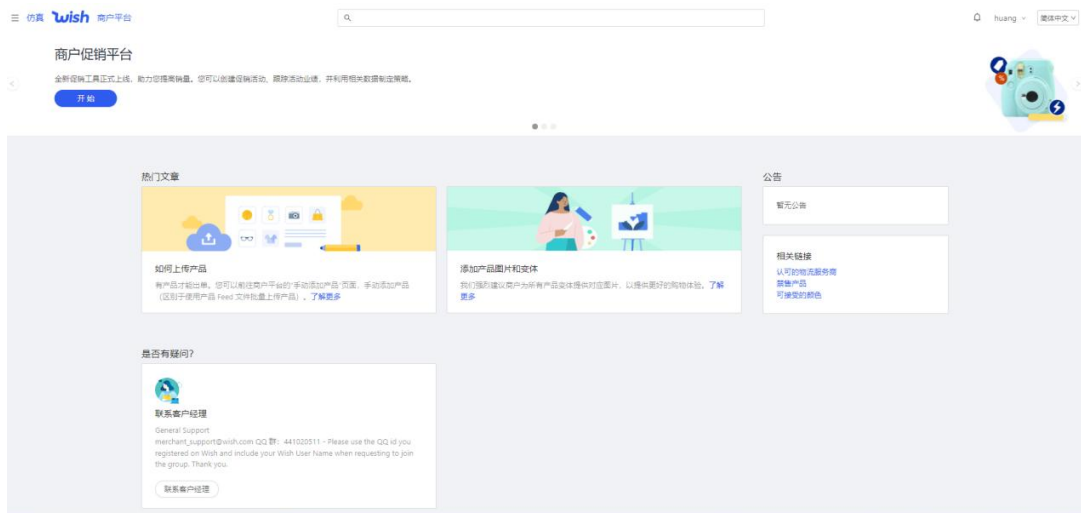 仿真 wish 商户平台
huang
简体中文
商户促销平台
全新促销工具正式上线，助力您提高销量。您可以创建促销活动、跟踪活动业绩，并利用相关数据制定策略。
开始
热门文章
如何上传产品
有产品才能出单。您可以前往商户平台的“手动添加产品”页面，手动添加产品
（区别于使用产品 Feed 文件批量上传产品）。了解更多
添加产品图片和变体
我们强烈建议商户为所有产品变体提供对应图片，以提供更好的购物体验。了解
更多
公告
暂无公告
相关链接
认可的物流服务商
禁售产品
可接受的颜色
是否有疑问?
联系客户经理
General Support
merchant_support@wish.com QQ 群: 441020511 - Please use the QQ id you
registered on Wish and include your Wish User Name when requesting to join
the group. Thank you.
联系客户经理